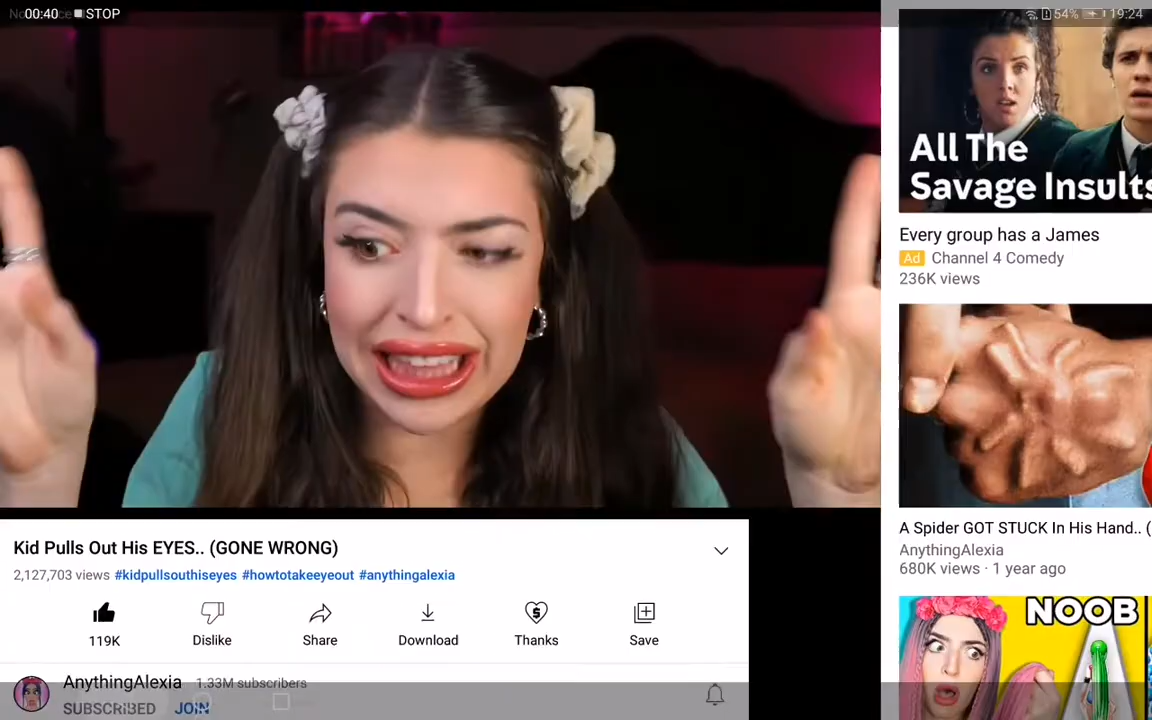 00:40 STOP
54% 19:24
All The
Savage Insults
Every group has a James
Ad Channel 4 Comedy
236K views
A Spider GOT STUCK In His Hand.. (
AnythingAlexia
680K views · 1 year ago
NOOB
Kid Pulls Out His EYES.. (GONE WRONG)
2,127,703 views #kidpullsouthiseyes #howtotakeeyeout #anythingalexia
119K Dislike Share Download Thanks Save
AnythingAlexia 1.33M subscribers
SUBSCRIBED JOIN